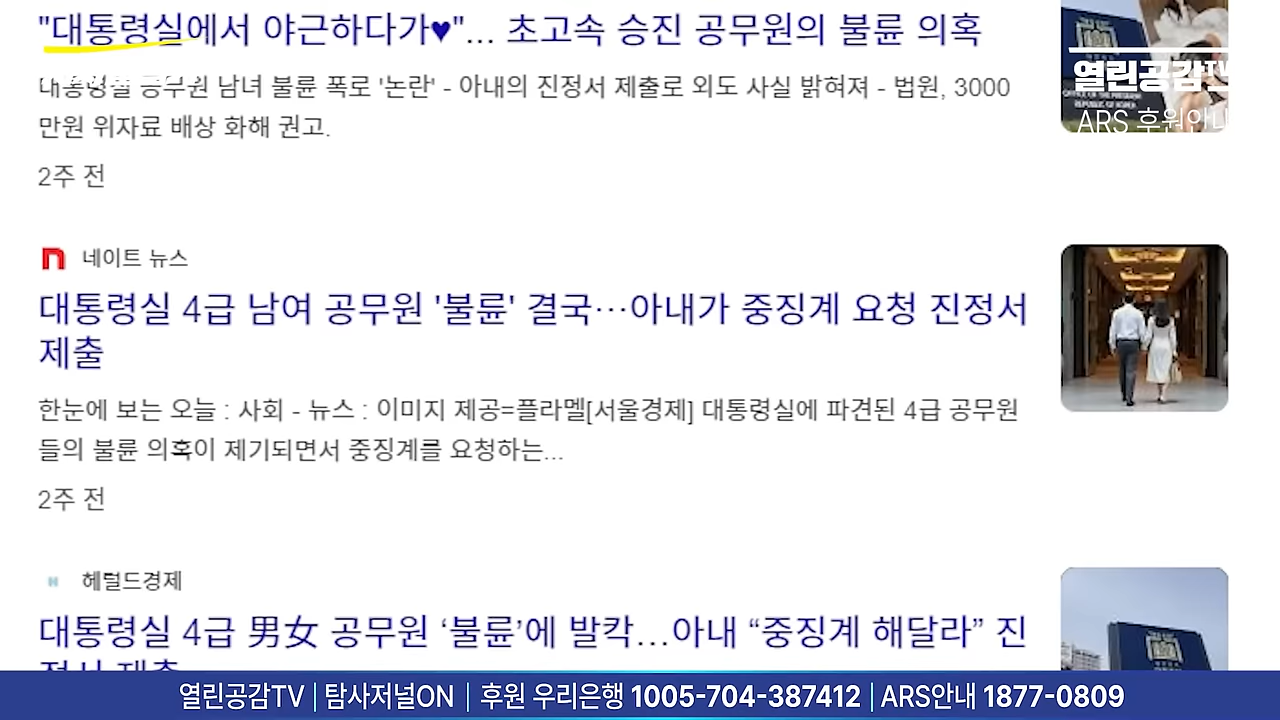 "대통령실에서 야근하다가♥"... 초고속 승진 공무원의 불륜 의혹
대통령실 공무원 남녀 불륜 폭로 '논란' - 아내의 진정서 제출로 외도 사실 밝혀져 - 법원, 3000
만원 위자료 배상 화해 권고.
2주 전
열린공감TV
ARS 후원안내
네이트 뉴스
대통령실 4급 남여 공무원 '불륜' 결국…아내가 중징계 요청 진정서
제출
한눈에 보는 오늘 : 사회 - 뉴스 : 이미지 제공=플라멜[서울경제] 대통령실에 파견된 4급 공무원
들의 불륜 의혹이 제기되면서 중징계를 요청하는...
2주 전
헤럴드경제
대통령실 4급 男女 공무원 ‘불륜’에 발칵…아내 “중징계 해달라” 진
정서 제출
열린공감TV | 탐사저널ON | 후원 우리은행 1005-704-387412 | ARS안내 1877-0809